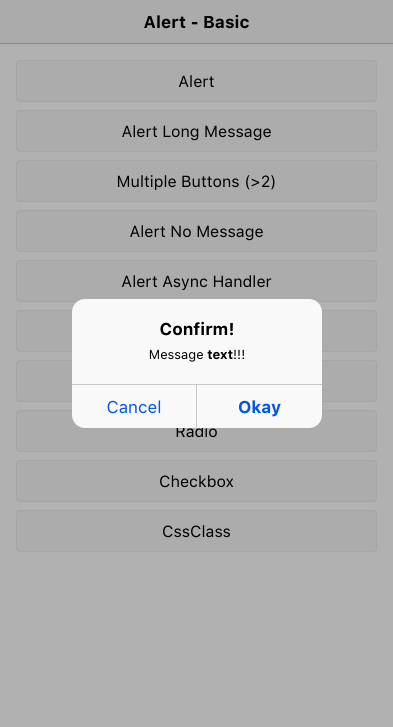 Alert - Basic
Alert
Alert Long Message
Multiple Buttons (>2)
Alert No Message
Alert Async Handler
Confirm!
Message text!!!
Cancel
Okay
Radio
Checkbox
CssClass